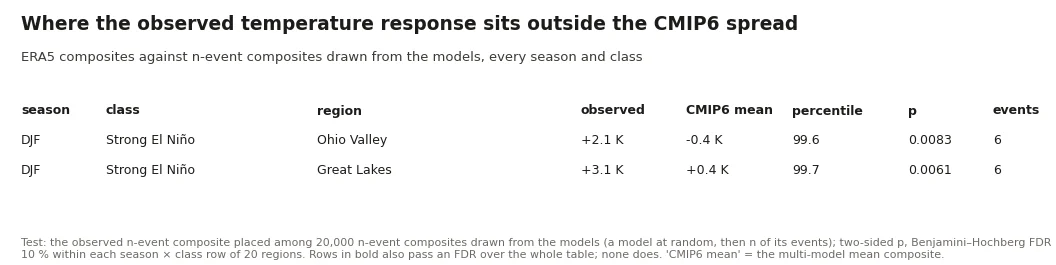 Where the observed temperature response sits outside the CMIP6 spread
ERA5 composites against n-event composites drawn from the models, every season and class
season class region observed CMIP6 mean percentile p events
DJF Strong El Niño Ohio Valley +2.1 K -0.4 K 99.6 0.0083 6
DJF Strong El Niño Great Lakes +3.1 K +0.4 K 99.7 0.0061 6
Test: the observed n-event composite placed among 20,000 n-event composites drawn from the models (a model at random, then n of its events); two-sided p, Benjamini–Hochberg FDR
10 % within each season × class row of 20 regions. Rows in bold also pass an FDR over the whole table; none does. 'CMIP6 mean' = the multi-model mean composite.